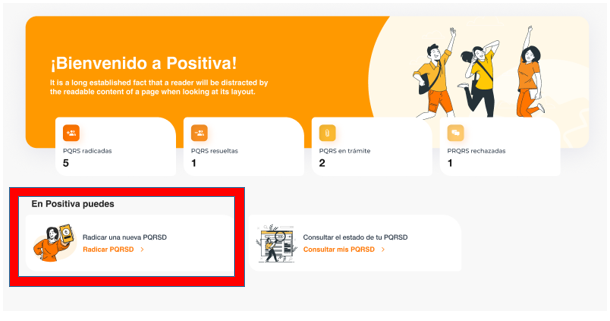 ¡Bienvenido a Positiva!
It is a long established fact that a reader will be distracted by
the readable content of a page when looking at its layout.
PQRS radicadas
5
PQRS resueltas
1
PQRS en trámite
2
PRQRS rechazadas
1
En Positiva puedes
Radicar una nueva PQRSD
Radicar PQRSD >
Consultar el estado de tu PQRSD
Consultar mis PQRSD >